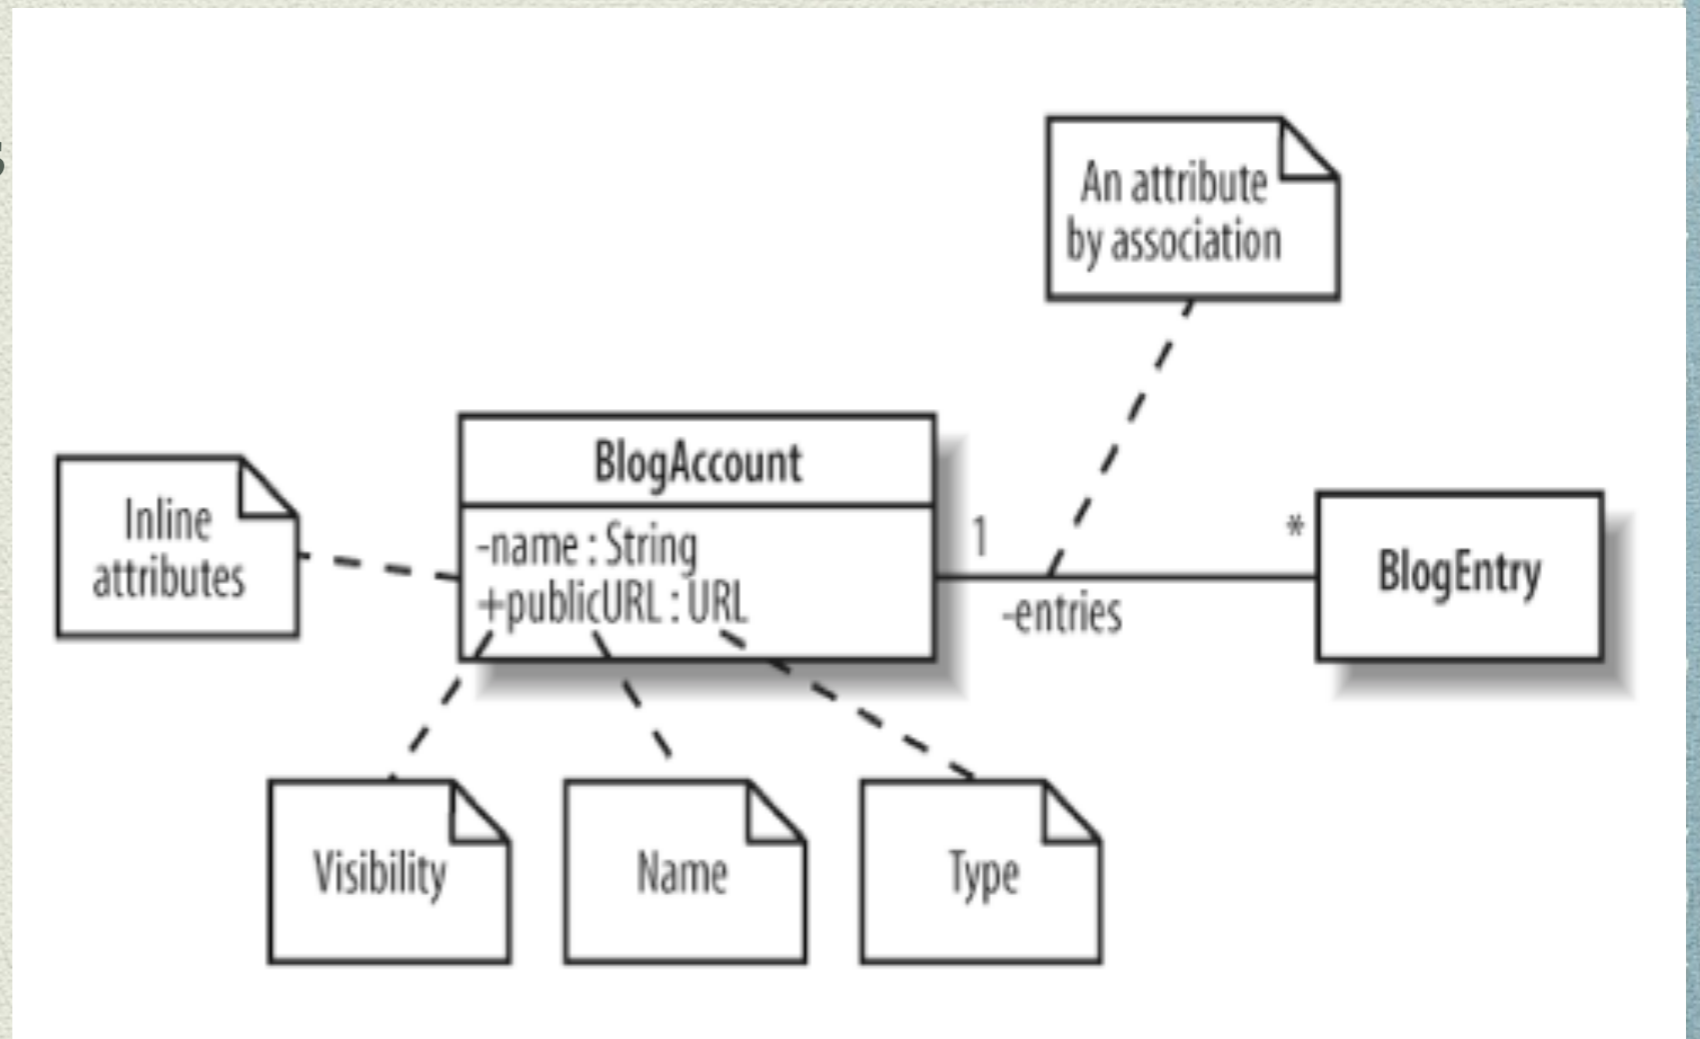 An attribute
by association
BlogAccount
Inline
attributes
-name : String
+publicURL : URL
1
*
-entries
BlogEntry
Visibility
Name
Type